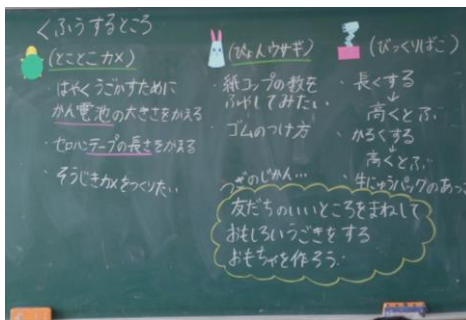 くふうするところ
(とことこカメ)
はやくうごかすために
かん電池の大きさをかえる
・セロハンテープの長さをかえる
・そうじきカメをつくりたい
(ぴょんウサギ)
・紙コップの数を
ふやしてみたい
・ゴムのつけ方
(びっくりばこ)
・長くする
↓
高くとぶ
・かるくする
↓
高くとぶ
・牛にゅうパックのあつ
つぎのじかん…
友だちのいいところをまねして
おもしろいうごきをする
おもちゃを作ろう。